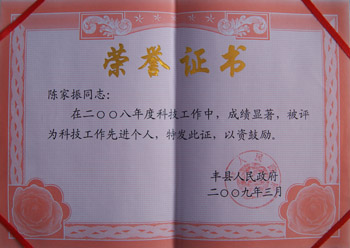 荣誉证书
陈家振同志：
在二〇〇八年度科技工作中，成绩显著，被评
为科技工作先进个人，特发此证，以资鼓励。
丰县人民政府
二〇〇九年三月